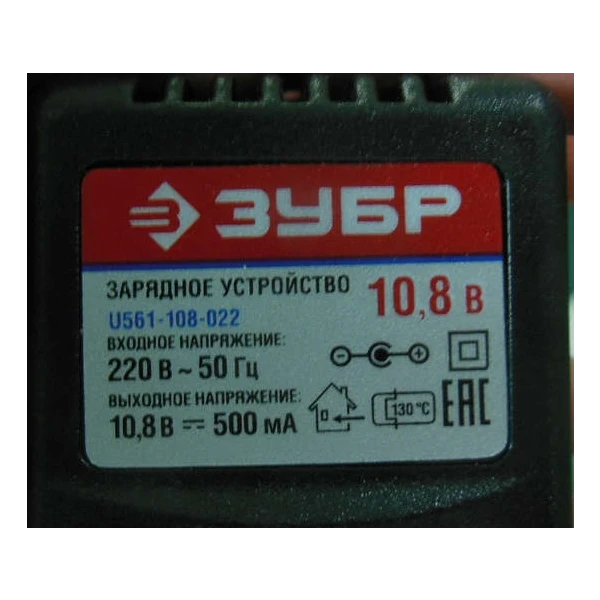 ЗУБР
ЗАРЯДНОЕ УСТРОЙСТВО 10,8 В
U561-108-022
ВХОДНОЕ НАПРЯЖЕНИЕ:
220 В ~ 50 Гц
ВЫХОДНОЕ НАПРЯЖЕНИЕ:
10,8 В ⎓ 500 мА
130 °C
EAC